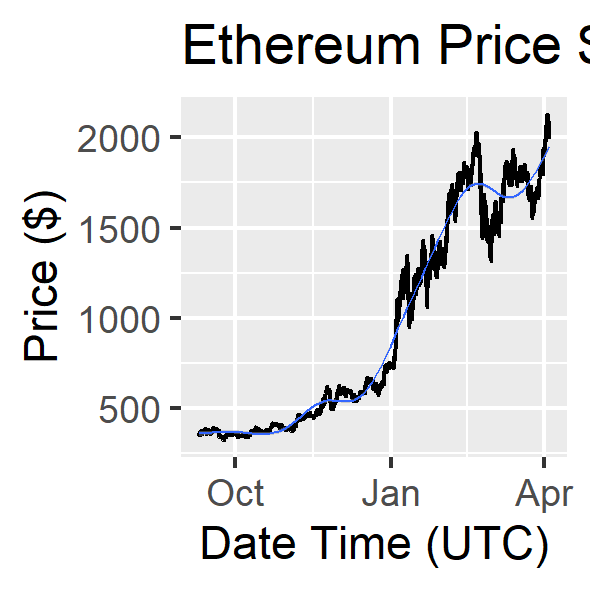 Ethereum Price
2000
1500
1000
500
Price ($)
Oct Jan Apr
Date Time (UTC)